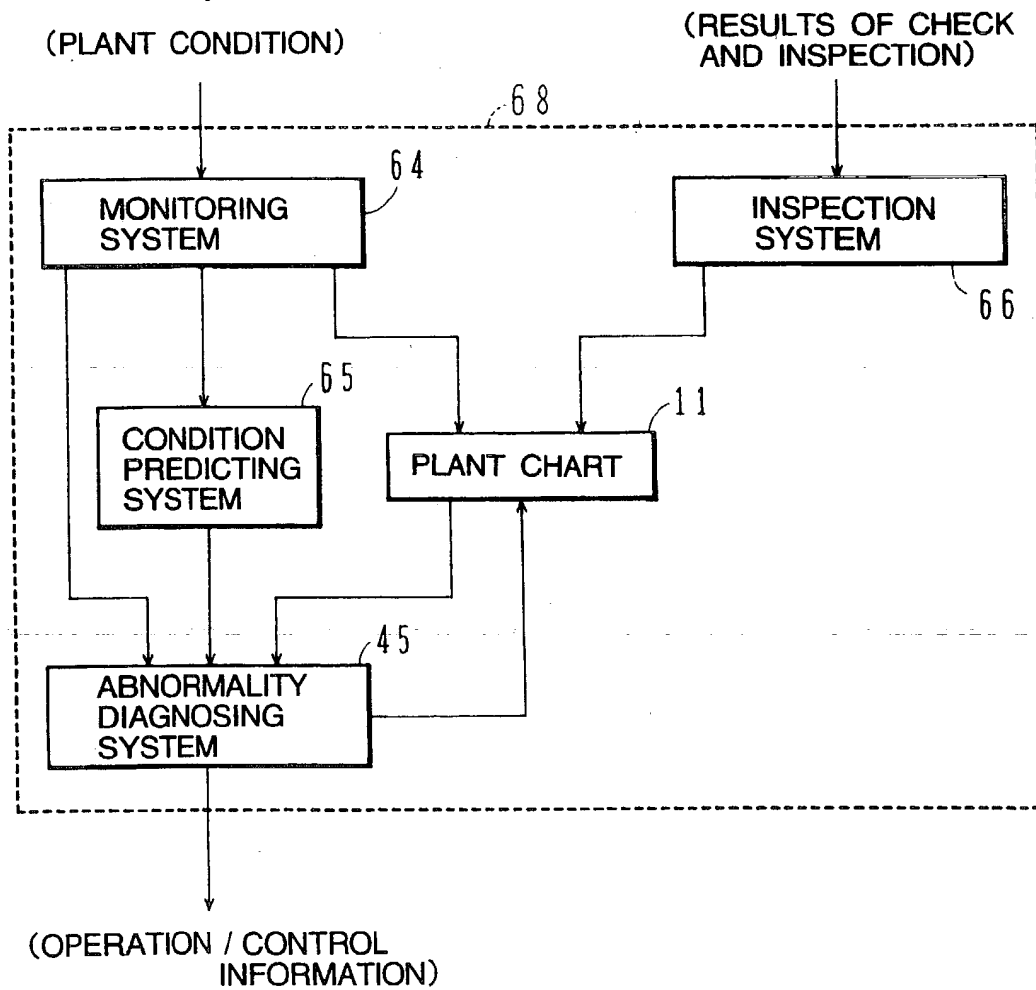 (PLANT CONDITION)
(RESULTS OF CHECK
AND INSPECTION)
68
64
MONITORING
SYSTEM
INSPECTION
SYSTEM
66
65
CONDITION
PREDICTING
SYSTEM
11
PLANT CHART
45
ABNORMALITY
DIAGNOSING
SYSTEM
(OPERATION / CONTROL
INFORMATION)